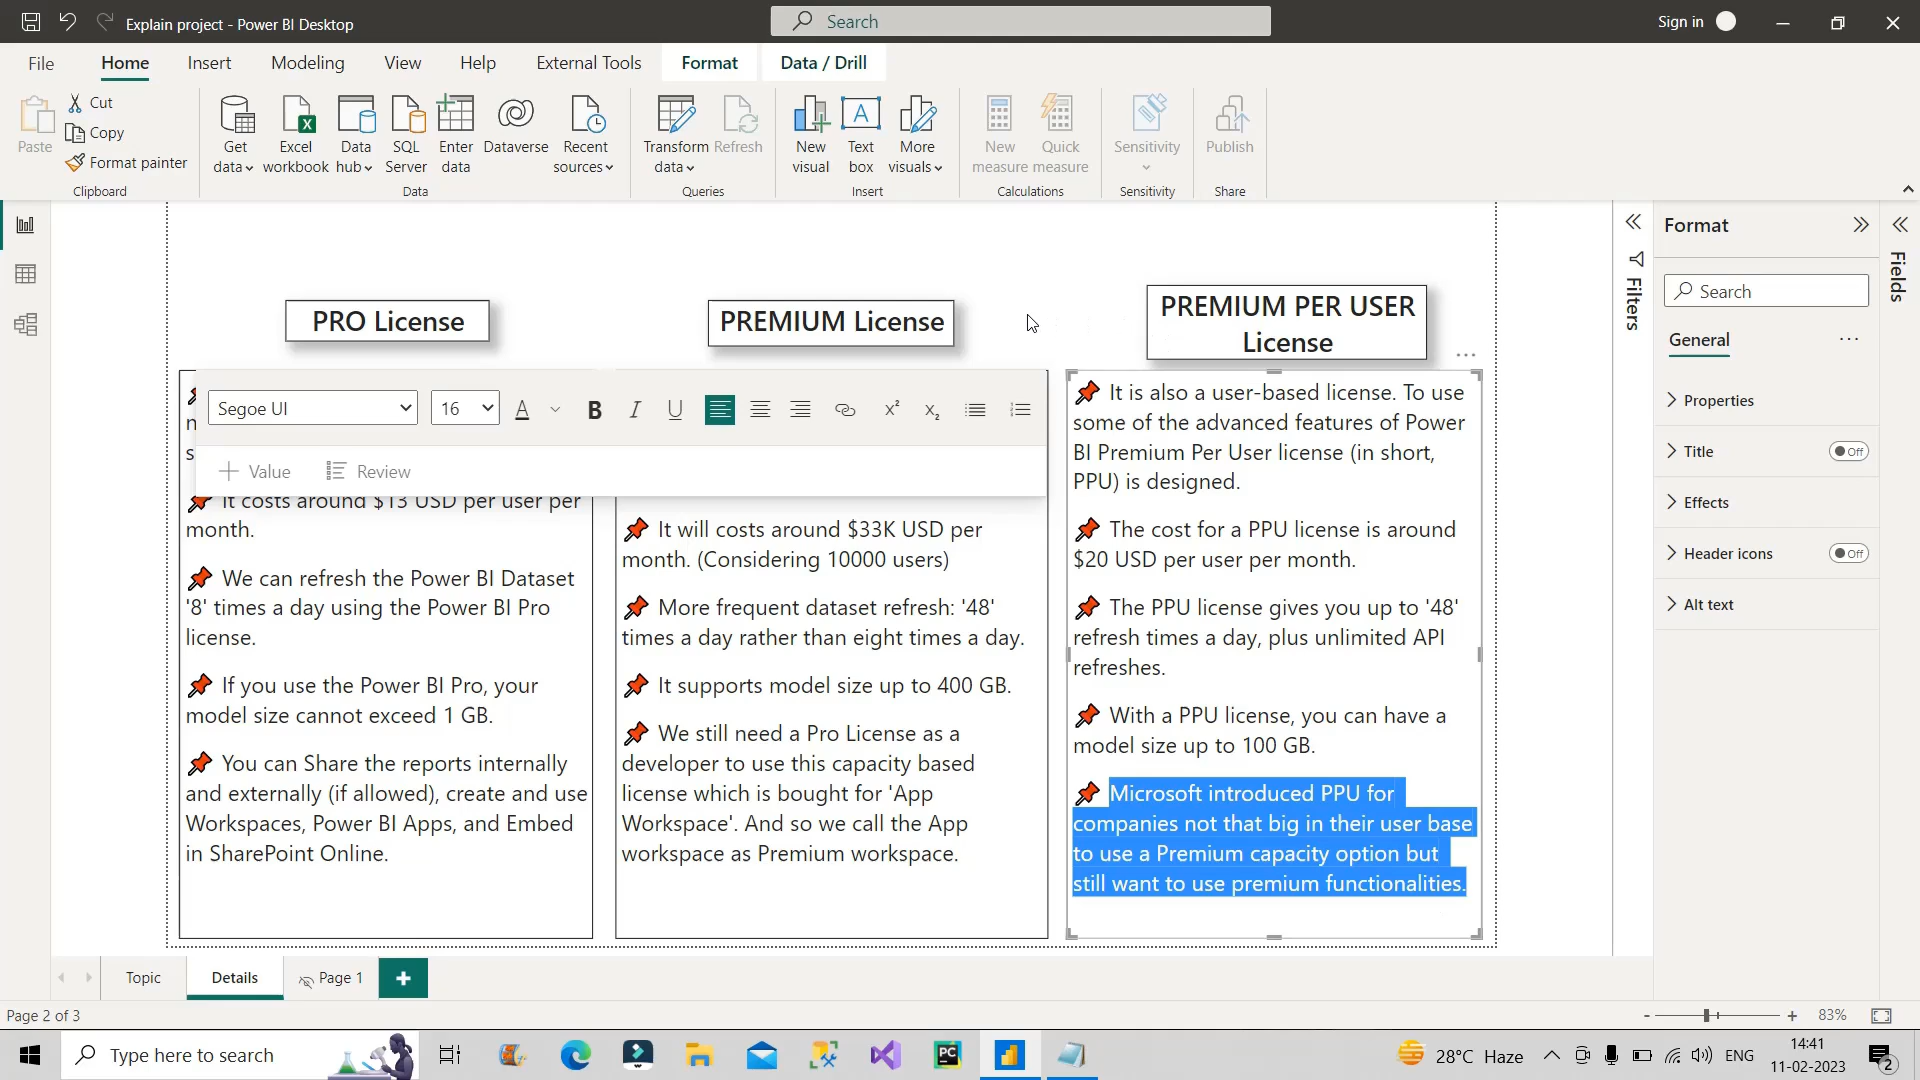 Explain project - Power BI Desktop
Search
Sign in
File
Home
Insert
Modeling
View
Help
External Tools
Format
Data / Drill
Paste
Cut
Copy
Format painter
Clipboard
Get
data
Excel
workbook
Data
hub
SQL
Server
Enter
data
Dataverse
Recent
sources
Data
Transform
data
Refresh
Queries
New
visual
Text
box
More
visuals
Insert
New
measure
Quick
measure
Calculations
Sensitivity
Sensitivity
Publish
Share
PRO License
n
s
📌 It costs around $13 USD per user per
month.
📌 We can refresh the Power BI Dataset
'8' times a day using the Power BI Pro
license.
📌 If you use the Power BI Pro, your
model size cannot exceed 1 GB.
📌 You can Share the reports internally
and externally (if allowed), create and use
Workspaces, Power BI Apps, and Embed
in SharePoint Online.
Segoe UI
16
A
B
I
U
x²
x₂
Value
Review
PREMIUM License
📌 It will costs around $33K USD per
month. (Considering 10000 users)
📌 More frequent dataset refresh: '48'
times a day rather than eight times a day.
📌 It supports model size up to 400 GB.
📌 We still need a Pro License as a
developer to use this capacity based
license which is bought for 'App
Workspace'. And so we call the App
workspace as Premium workspace.
PREMIUM PER USER
License
📌 It is also a user-based license. To use
some of the advanced features of Power
BI Premium Per User license (in short,
PPU) is designed.
📌 The cost for a PPU license is around
$20 USD per user per month.
📌 The PPU license gives you up to '48'
refresh times a day, plus unlimited API
refreshes.
📌 With a PPU license, you can have a
model size up to 100 GB.
📌 Microsoft introduced PPU for
companies not that big in their user base
to use a Premium capacity option but
still want to use premium functionalities.
Filters
Format
Search
General
Properties
Title
Off
Effects
Header icons
Off
Alt text
Fields
Topic
Details
Page 1
Page 2 of 3
83%
Type here to search
PC
28°C Haze
ENG
14:41
11-02-2023
2